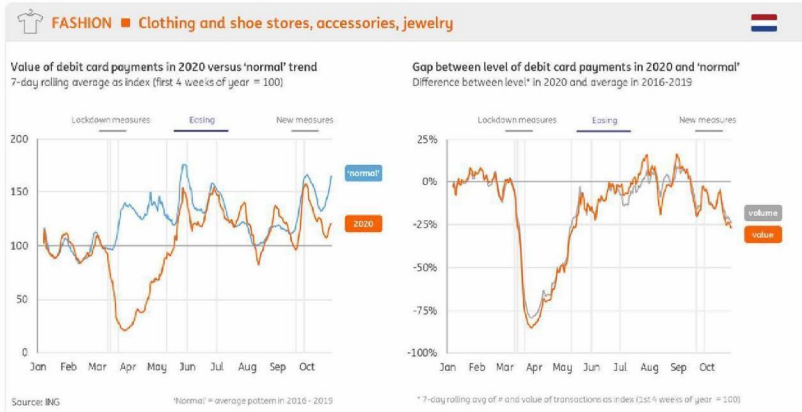 FASHION ■ Clothing and shoe stores, accessories, jewelry
Value of debit card payments in 2020 versus 'normal' trend
7-day rolling average as index (first 4 weeks of year = 100)
Lockdown measures
Easing
New measures
200
150
100
50
0
'normal'
2020
Jan Feb Mar Apr May Jun Jul Aug Sep Oct
Source: ING
'Normal' = average pattern in 2016 - 2019
Gap between level of debit card payments in 2020 and 'normal'
Difference between level* in 2020 and average in 2016-2019
Lockdown measures
Easing
New measures
25%
0%
-25%
-50%
-75%
-100%
volume
value
Jan Feb Mar Apr May Jun Jul Aug Sep Oct
* 7-day rolling avg of # and value of transactions as index (1st 4 weeks of year = 100)